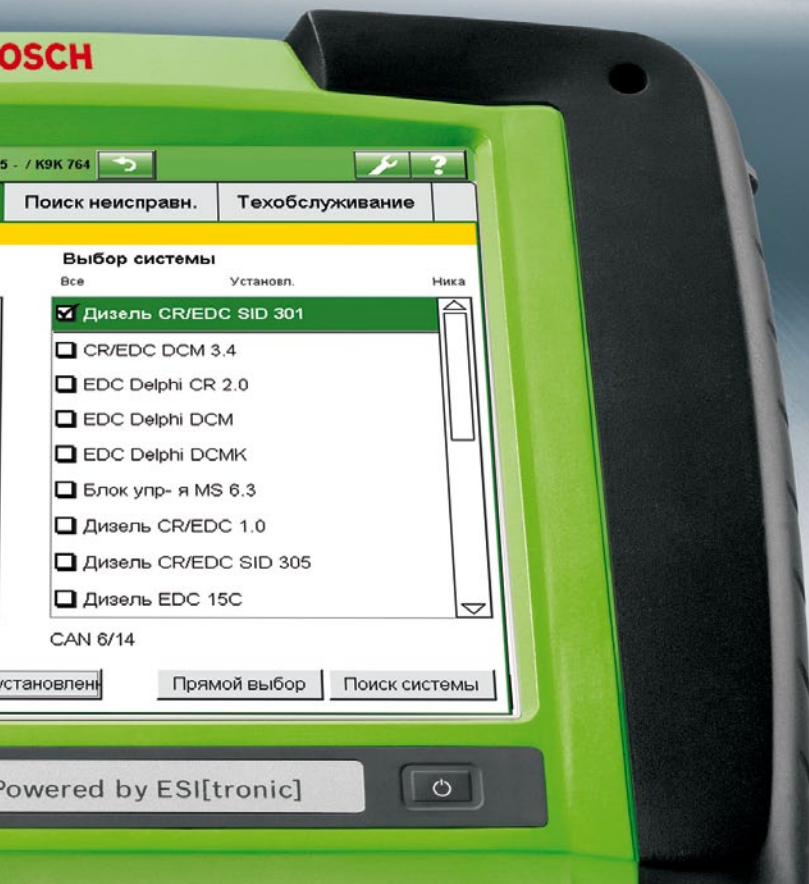 OSCH
5 - / K9K 764
?
Поиск неисправн. Техобслуживание
Выбор системы
Все Установл. Ника
Дизель CR/EDC SID 301
CR/EDC DCM 3.4
EDC Delphi CR 2.0
EDC Delphi DCM
EDC Delphi DCMK
Блок упр- я MS 6.3
Дизель CR/EDC 1.0
Дизель CR/EDC SID 305
Дизель EDC 15C
CAN 6/14
установленн Прямой выбор Поиск системы
Powered by ESI[tronic]